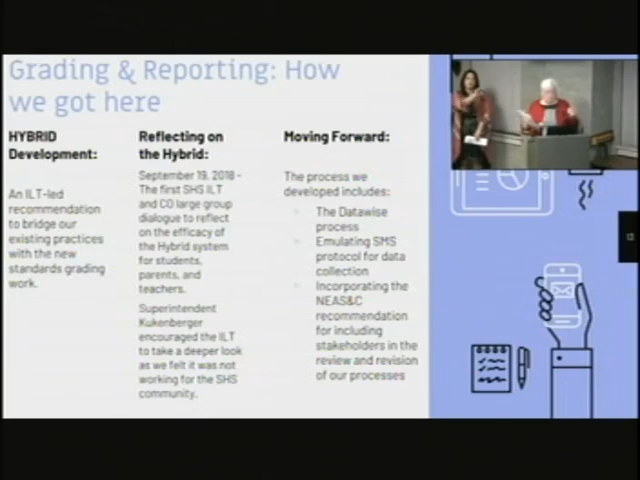 Grading & Reporting: How
we got here
HYBRID
Development:
An ILT-led
recommendation
to bridge our
existing practices
with the new
standards grading
work.
Reflecting on
the Hybrid:
September 19, 2018 -
The first SHS ILT
and CO large group
dialogue to reflect
on the efficacy of
the Hybrid system
for students,
parents, and
teachers.
Superintendent
Kukenberger
encouraged the ILT
to take a deeper look
as we felt it was not
working for the SHS
community.
Moving Forward:
The process we
developed includes:
The Datawise
process
Emulating SMS
protocol for data
collection
Incorporating the
NEAS&C
recommendation
for including
stakeholders in the
review and revision
of our processes